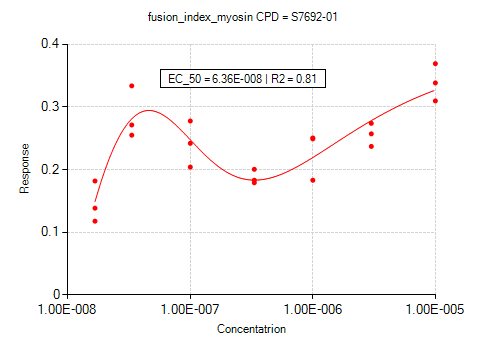 fusion_index_myosin CPD = S7692-01
0.4
EC_50 = 6.36E-008 | R2 = 0.81
0.3
Response
0.2
0.1
0
1.00E-008 1.00E-007 1.00E-006 1.00E-005
Concentatrion